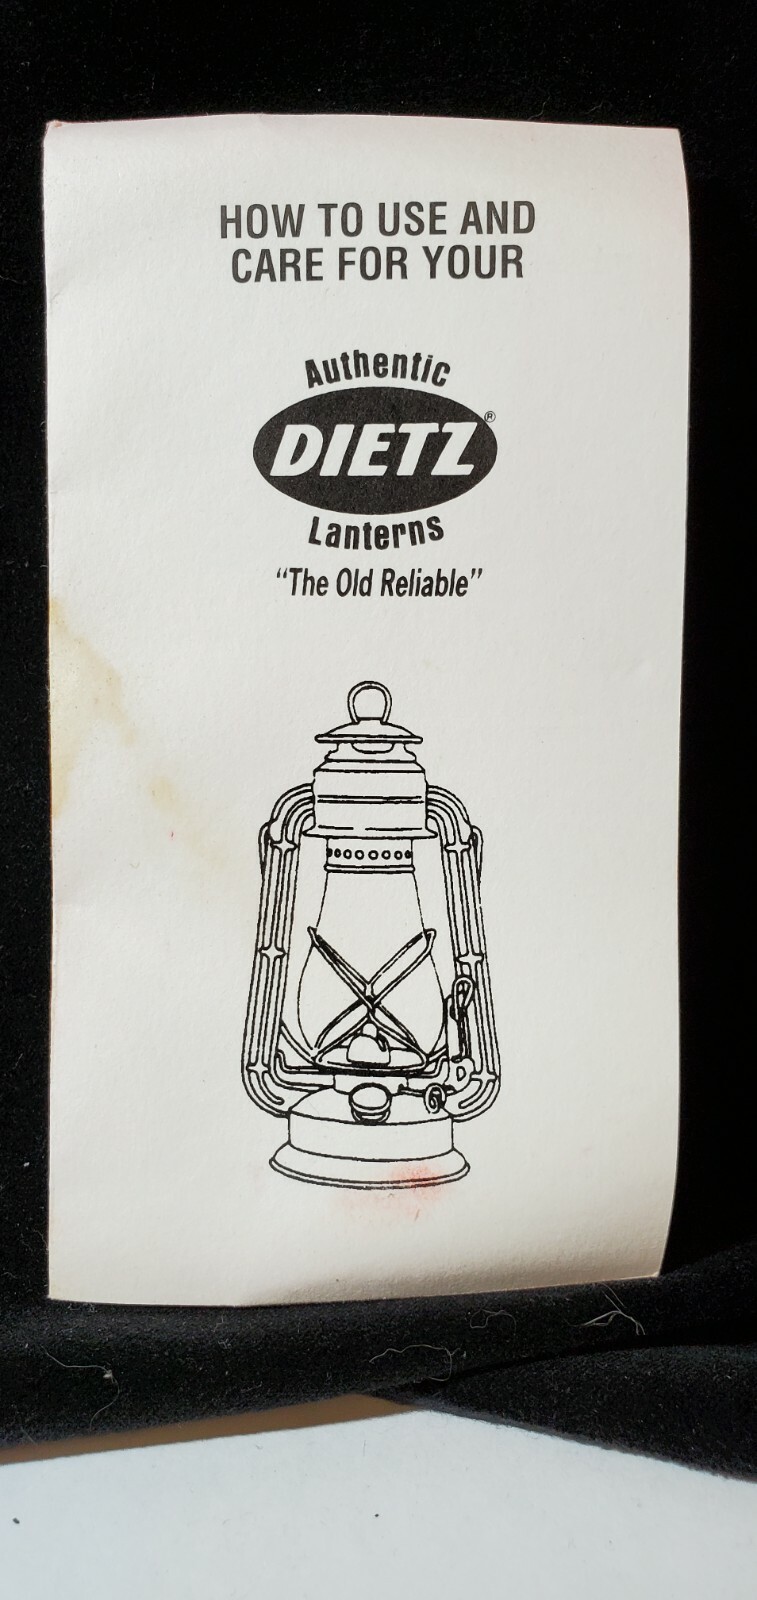 HOW TO USE AND
CARE FOR YOUR
Authentic
DIETZ®
Lanterns
"The Old Reliable"